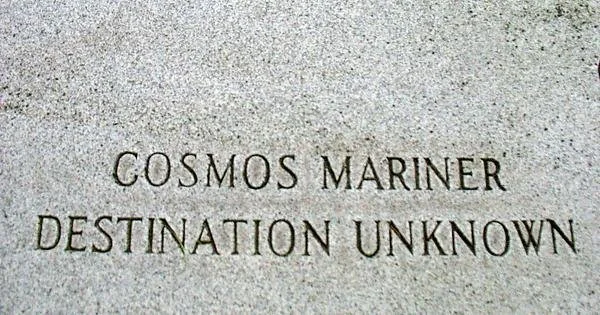 COSMOS MARINER
DESTINATION UNKNOWN